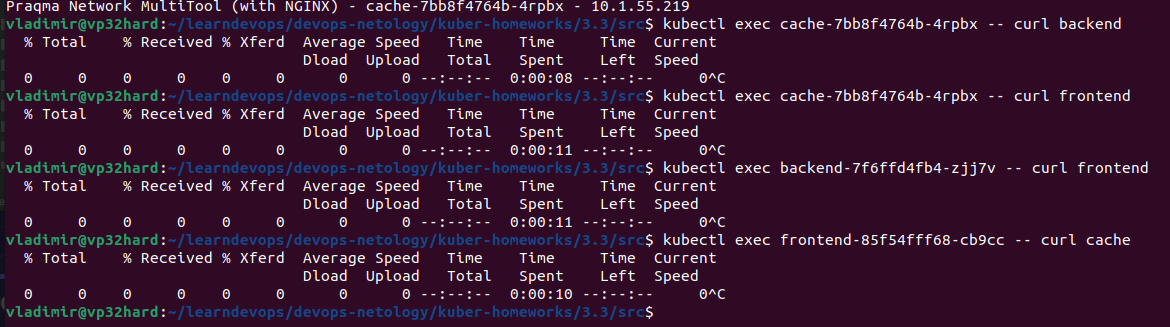 Praqma Network MultiTool (with NGINX) - cache-7bb8f4764b-4rpbx - 10.1.55.219
vladimir@vp32hard:~/learndevops/devops-netology/kuber-homeworks/3.3/src$ kubectl exec cache-7bb8f4764b-4rpbx -- curl backend
  % Total    % Received % Xferd  Average Speed   Time    Time     Time  Current
                                 Dload  Upload   Total   Spent    Left  Speed
  0     0    0     0    0     0      0      0 --:--:--  0:00:08 --:--:--     0^C
vladimir@vp32hard:~/learndevops/devops-netology/kuber-homeworks/3.3/src$ kubectl exec cache-7bb8f4764b-4rpbx -- curl frontend
  % Total    % Received % Xferd  Average Speed   Time    Time     Time  Current
                                 Dload  Upload   Total   Spent    Left  Speed
  0     0    0     0    0     0      0      0 --:--:--  0:00:11 --:--:--     0^C
vladimir@vp32hard:~/learndevops/devops-netology/kuber-homeworks/3.3/src$ kubectl exec backend-7f6ffd4fb4-zjj7v -- curl frontend
  % Total    % Received % Xferd  Average Speed   Time    Time     Time  Current
                                 Dload  Upload   Total   Spent    Left  Speed
  0     0    0     0    0     0      0      0 --:--:--  0:00:11 --:--:--     0^C
vladimir@vp32hard:~/learndevops/devops-netology/kuber-homeworks/3.3/src$ kubectl exec frontend-85f54fff68-cb9cc -- curl cache
  % Total    % Received % Xferd  Average Speed   Time    Time     Time  Current
                                 Dload  Upload   Total   Spent    Left  Speed
  0     0    0     0    0     0      0      0 --:--:--  0:00:10 --:--:--     0^C
vladimir@vp32hard:~/learndevops/devops-netology/kuber-homeworks/3.3/src$